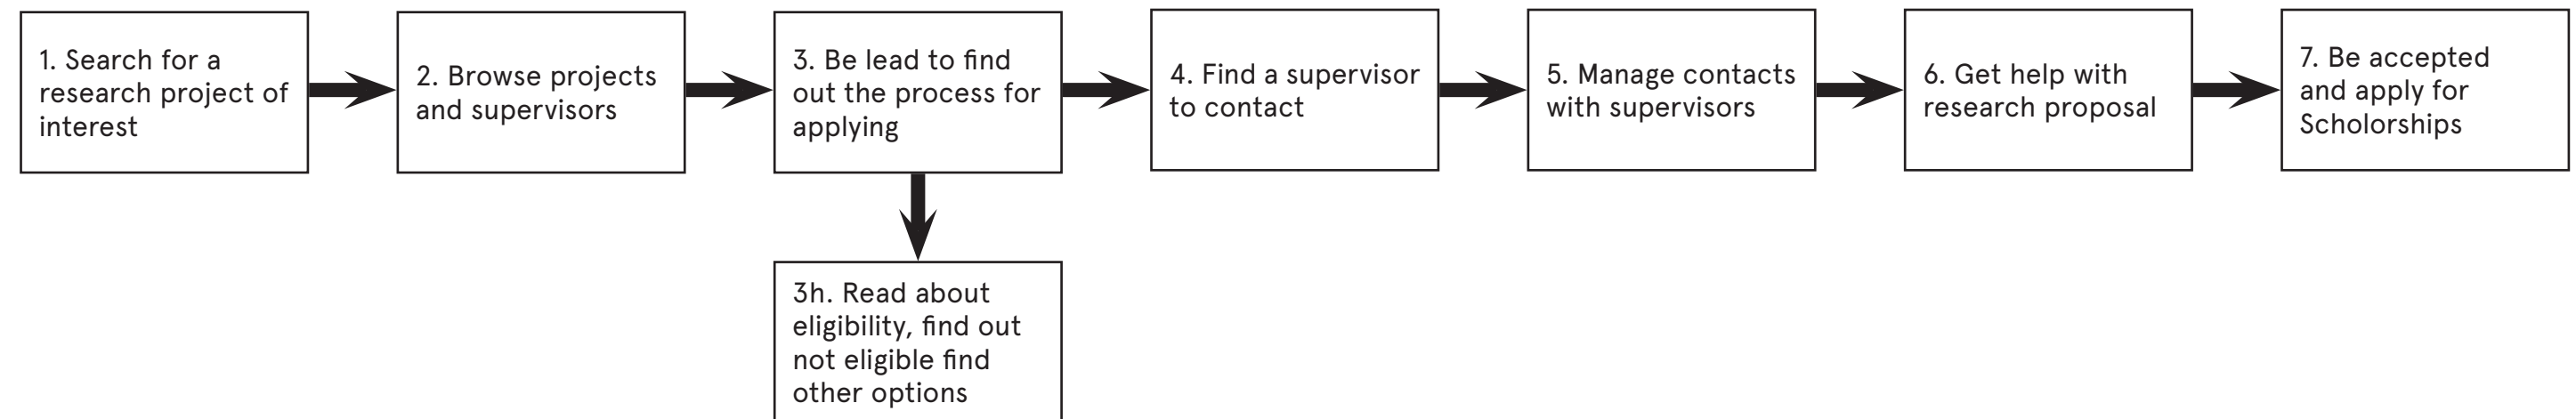 1. Search for a
research project of
interest
2. Browse projects
and supervisors
3. Be lead to find
out the process for
applying
4. Find a supervisor
to contact
5. Manage contacts
with supervisors
6. Get help with
research proposal
7. Be accepted
and apply for
Scholorships
3h. Read about
eligibility, find out
not eligible find
other options